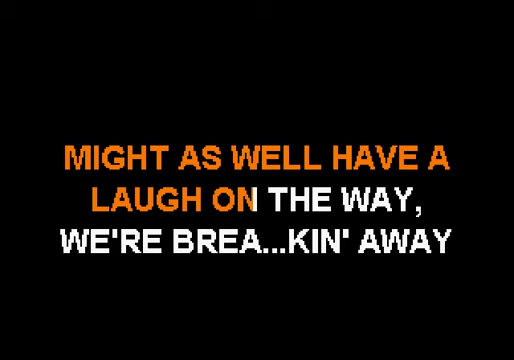 MIGHT AS WELL HAVE A
LAUGH ON THE WAY,
WE'RE BREA...KIN' AWAY